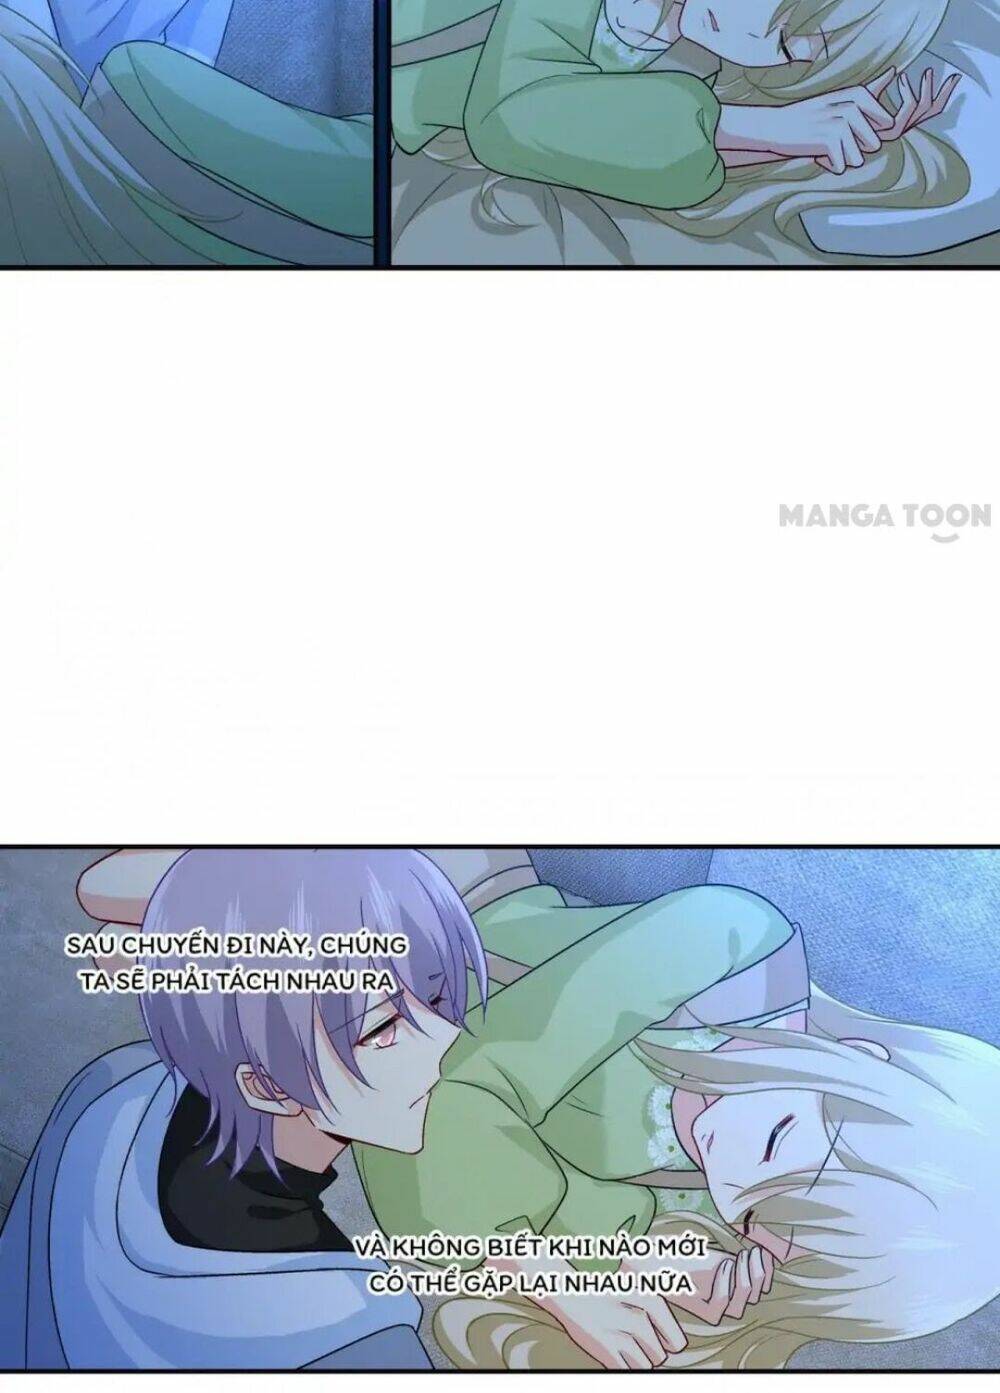 MANGA TOON
SAU CHUYẾN ĐI NÀY, CHÚNG
TA SẼ PHẢI TÁCH NHAU RA
VÀ KHÔNG BIẾT KHI NÀO MỚI
CÓ THỂ GẶP LẠI NHAU NỮA